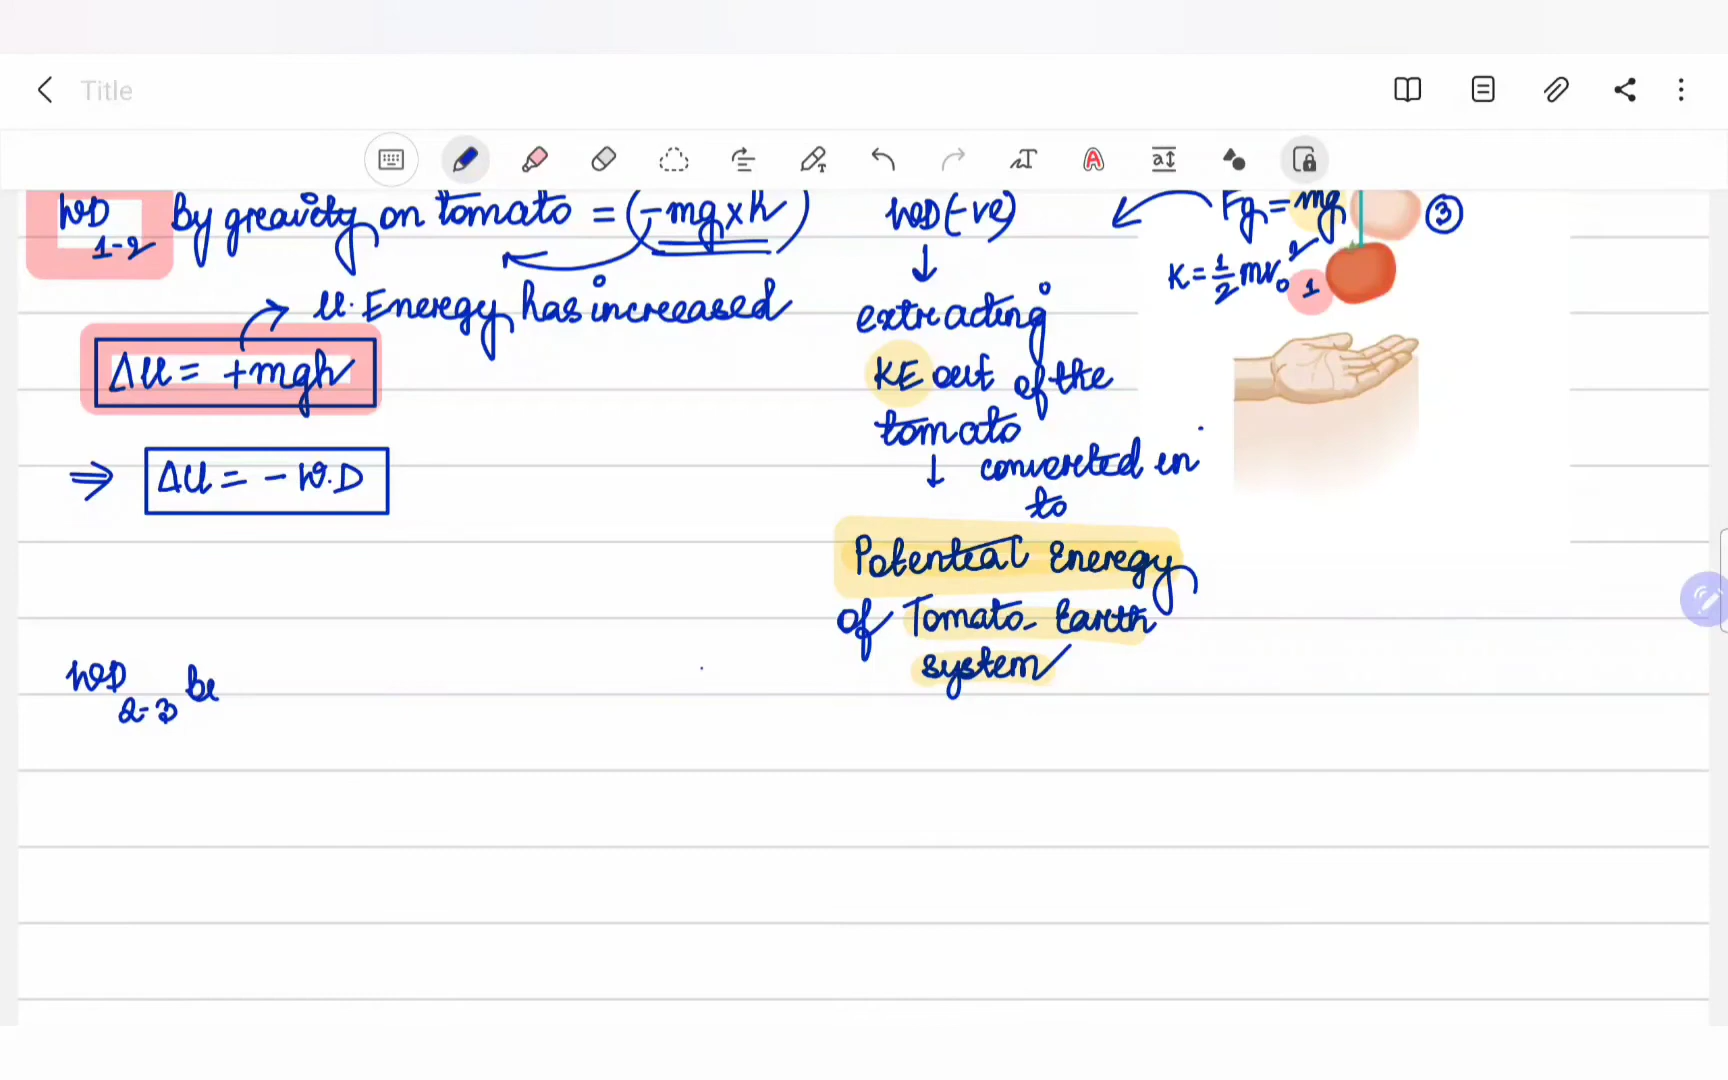 Title
WD 1-2 By gravity on tomato = (-mg×h)
U. Energy has increased
ΔU = +mgh
⇒ ΔU = - W.D
WD 2-3 be
WD(-ve)
↓
extracting
KE out of the
tomato
↓ converted in
to
Potential Energy
of Tomato-Earth
system
Fg = mg
③
K = 1/2 mv₀²
1